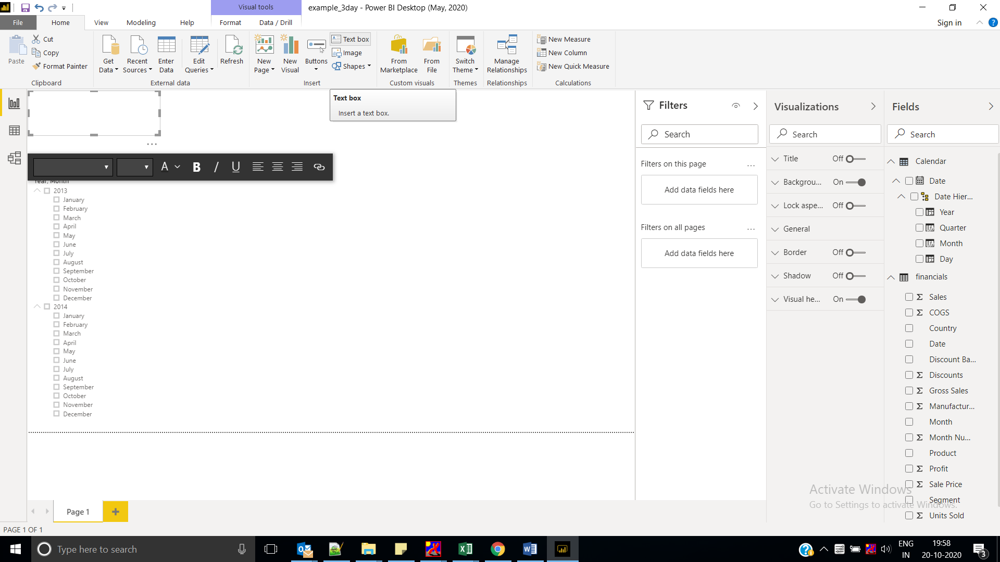 Visual tools
example_3day - Power BI Desktop (May, 2020)
File
Home
View
Modeling
Help
Format
Data / Drill
Sign in
?
Paste
Cut
Copy
Format Painter
Clipboard
Get Data
Recent Sources
Enter Data
Edit Queries
Refresh
External data
New Page
New Visual
Buttons
Text box
Image
Shapes
Insert
From Marketplace
From File
Custom visuals
Switch Theme
Themes
Manage Relationships
Relationships
New Measure
New Column
New Quick Measure
Calculations
Text box
Insert a text box.
A
B
I
U
Year, Month
2013
January
February
March
April
May
June
July
August
September
October
November
December
2014
January
February
March
April
May
June
July
August
September
October
November
December
Filters
Search
Filters on this page
...
Add data fields here
Filters on all pages
...
Add data fields here
Visualizations
Search
Title Off
Backgrou... On
Lock aspe... Off
General
Border Off
Shadow Off
Visual he... On
Fields
Search
Calendar
Date
Date Hier...
Year
Quarter
Month
Day
financials
Σ Sales
Σ COGS
Country
Date
Discount Ba...
Σ Discounts
Σ Gross Sales
Σ Manufactur...
Month
Σ Month Nu...
Product
Σ Profit
Σ Sale Price
Segment
Σ Units Sold
Activate Windows
Go to Settings to activate Windows.
Page 1
+
PAGE 1 OF 1
Type here to search
ENG
IN
19:58
20-10-2020
3